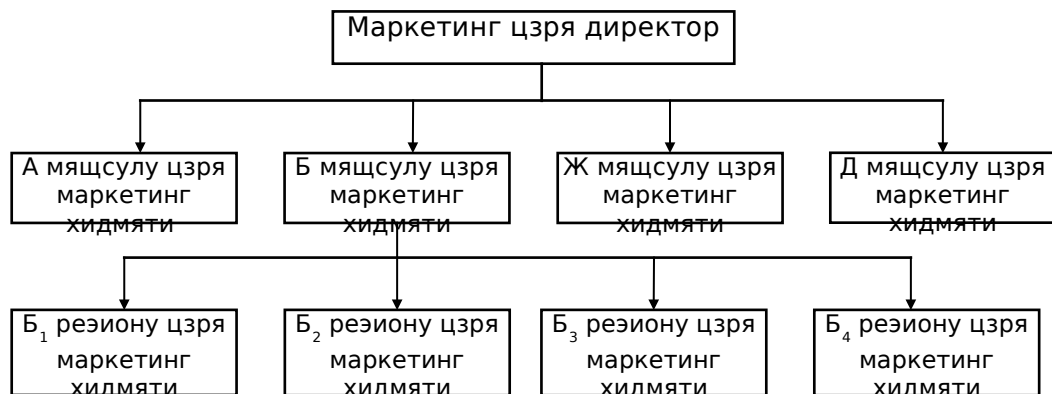 Маркетинг цзря директор
А мящсулу цзря
маркетинг
хидмяти
Б мящсулу цзря
маркетинг
хидмяти
Ж мящсулу цзря
маркетинг
хидмяти
Д мящсулу цзря
маркетинг
хидмяти
Б₁ реэиону цзря
маркетинг
хидмяти
Б₂ реэиону цзря
маркетинг
хидмяти
Б₃ реэиону цзря
маркетинг
хидмяти
Б₄ реэиону цзря
маркетинг
хидмяти